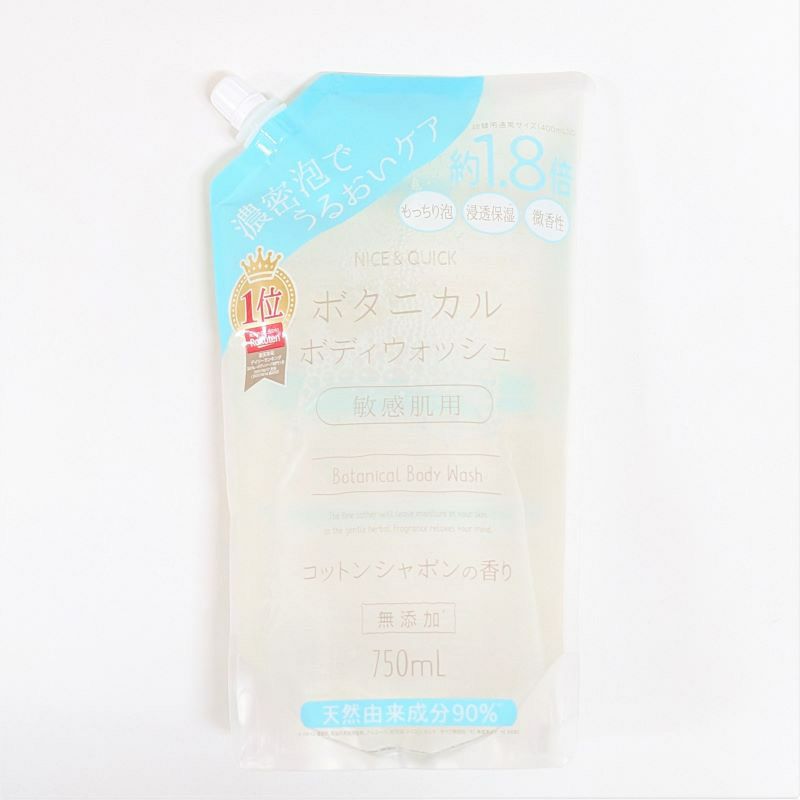 濃密泡で
うるおいケア
約1.8倍
もっちり泡
浸透保湿
微香性
NICE & QUICK
1位
Rakuten
ボタニカル
ボディウォッシュ
敏感肌用
Botanical Body Wash
コットンシャボンの香り
無添加
750mL
天然由来成分90%